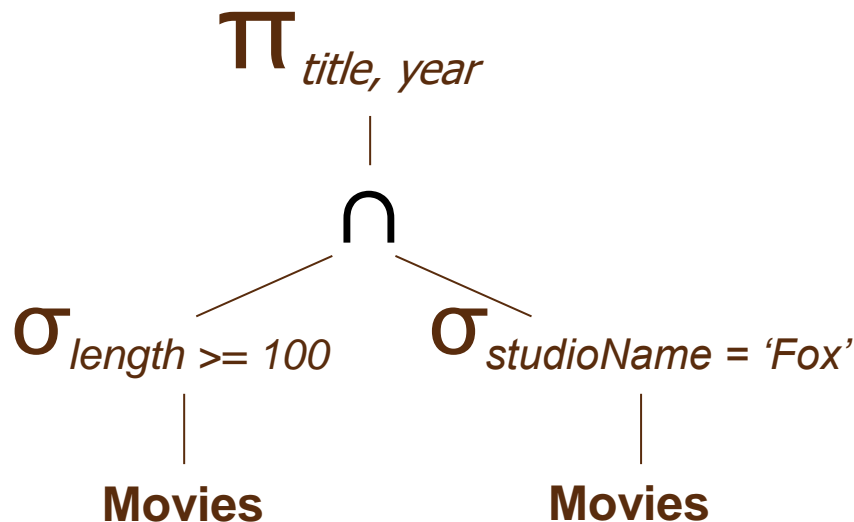 π title, year
∩
σ length >= 100 σ studioName = ‘Fox’
Movies Movies